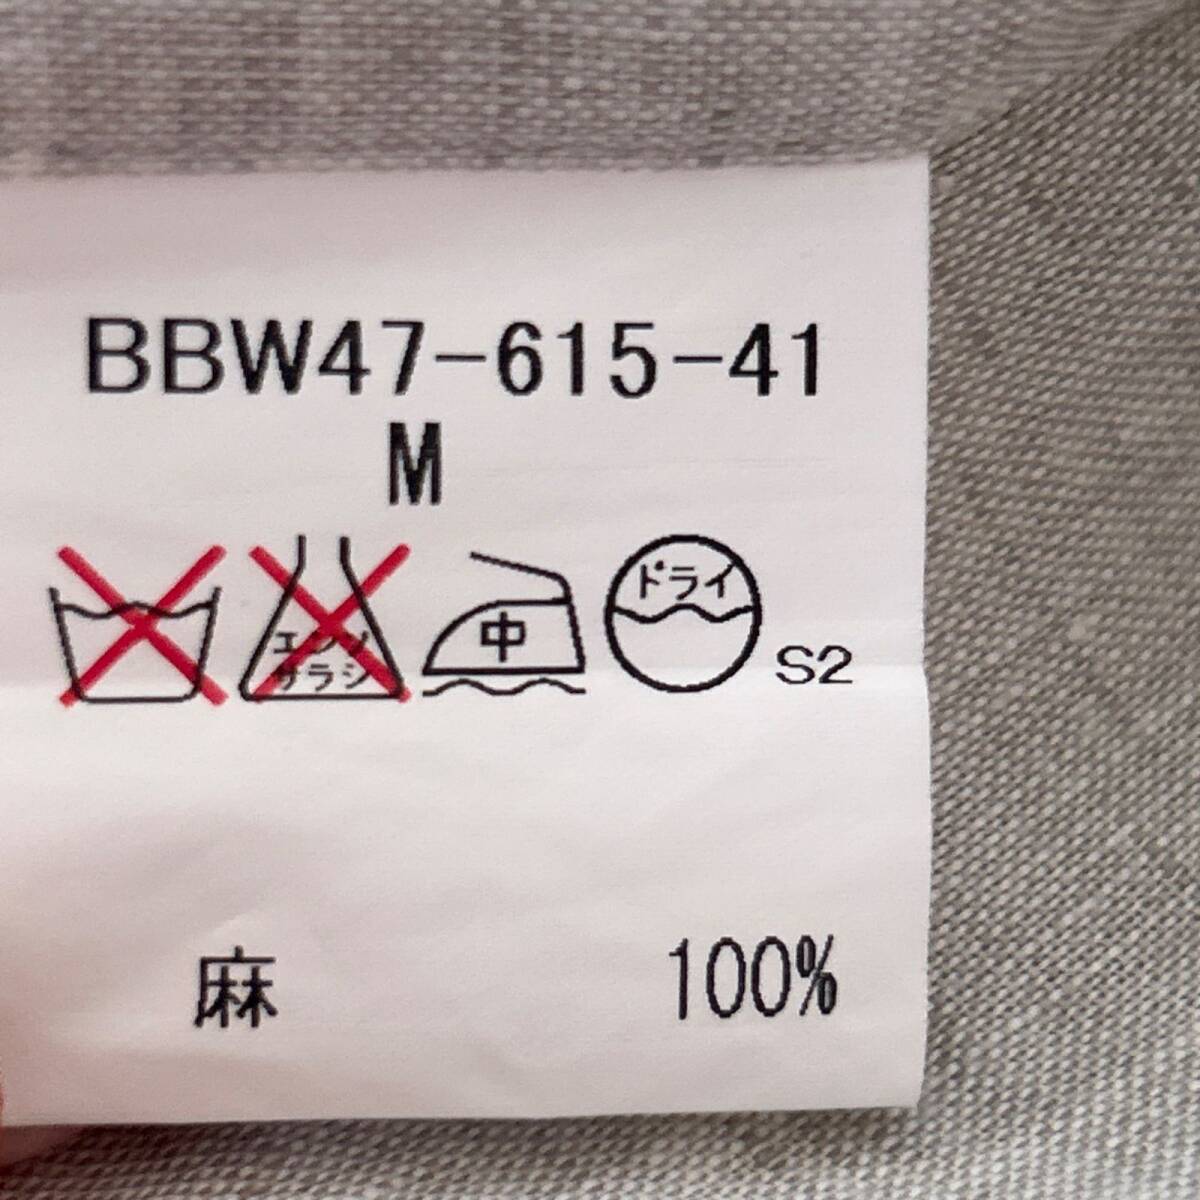 BBW47-615-41
M
エンソ
サラシ
中
ドライ
S2
麻 100%